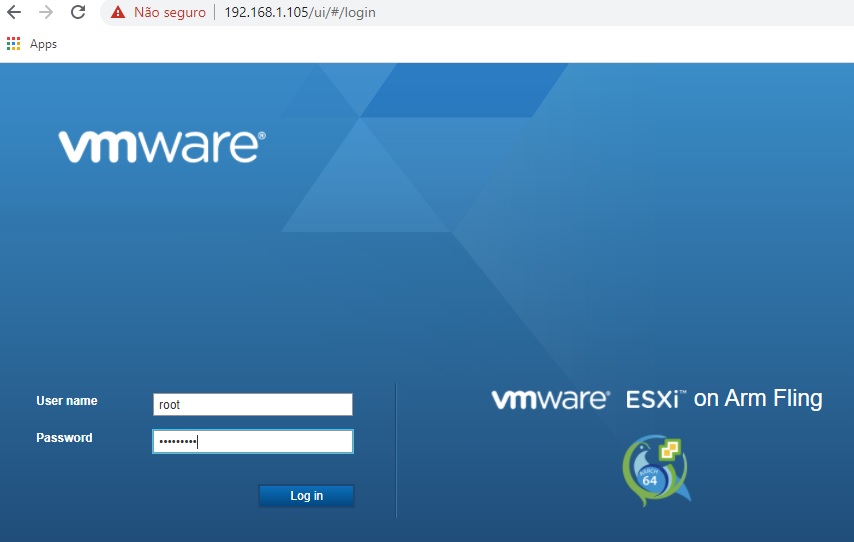 Não seguro | 192.168.1.105/ui/#/login
Apps
vmware®
User name root
Password •••••••••
Log in
vmware® ESXi™ on Arm Fling
AARCH
64